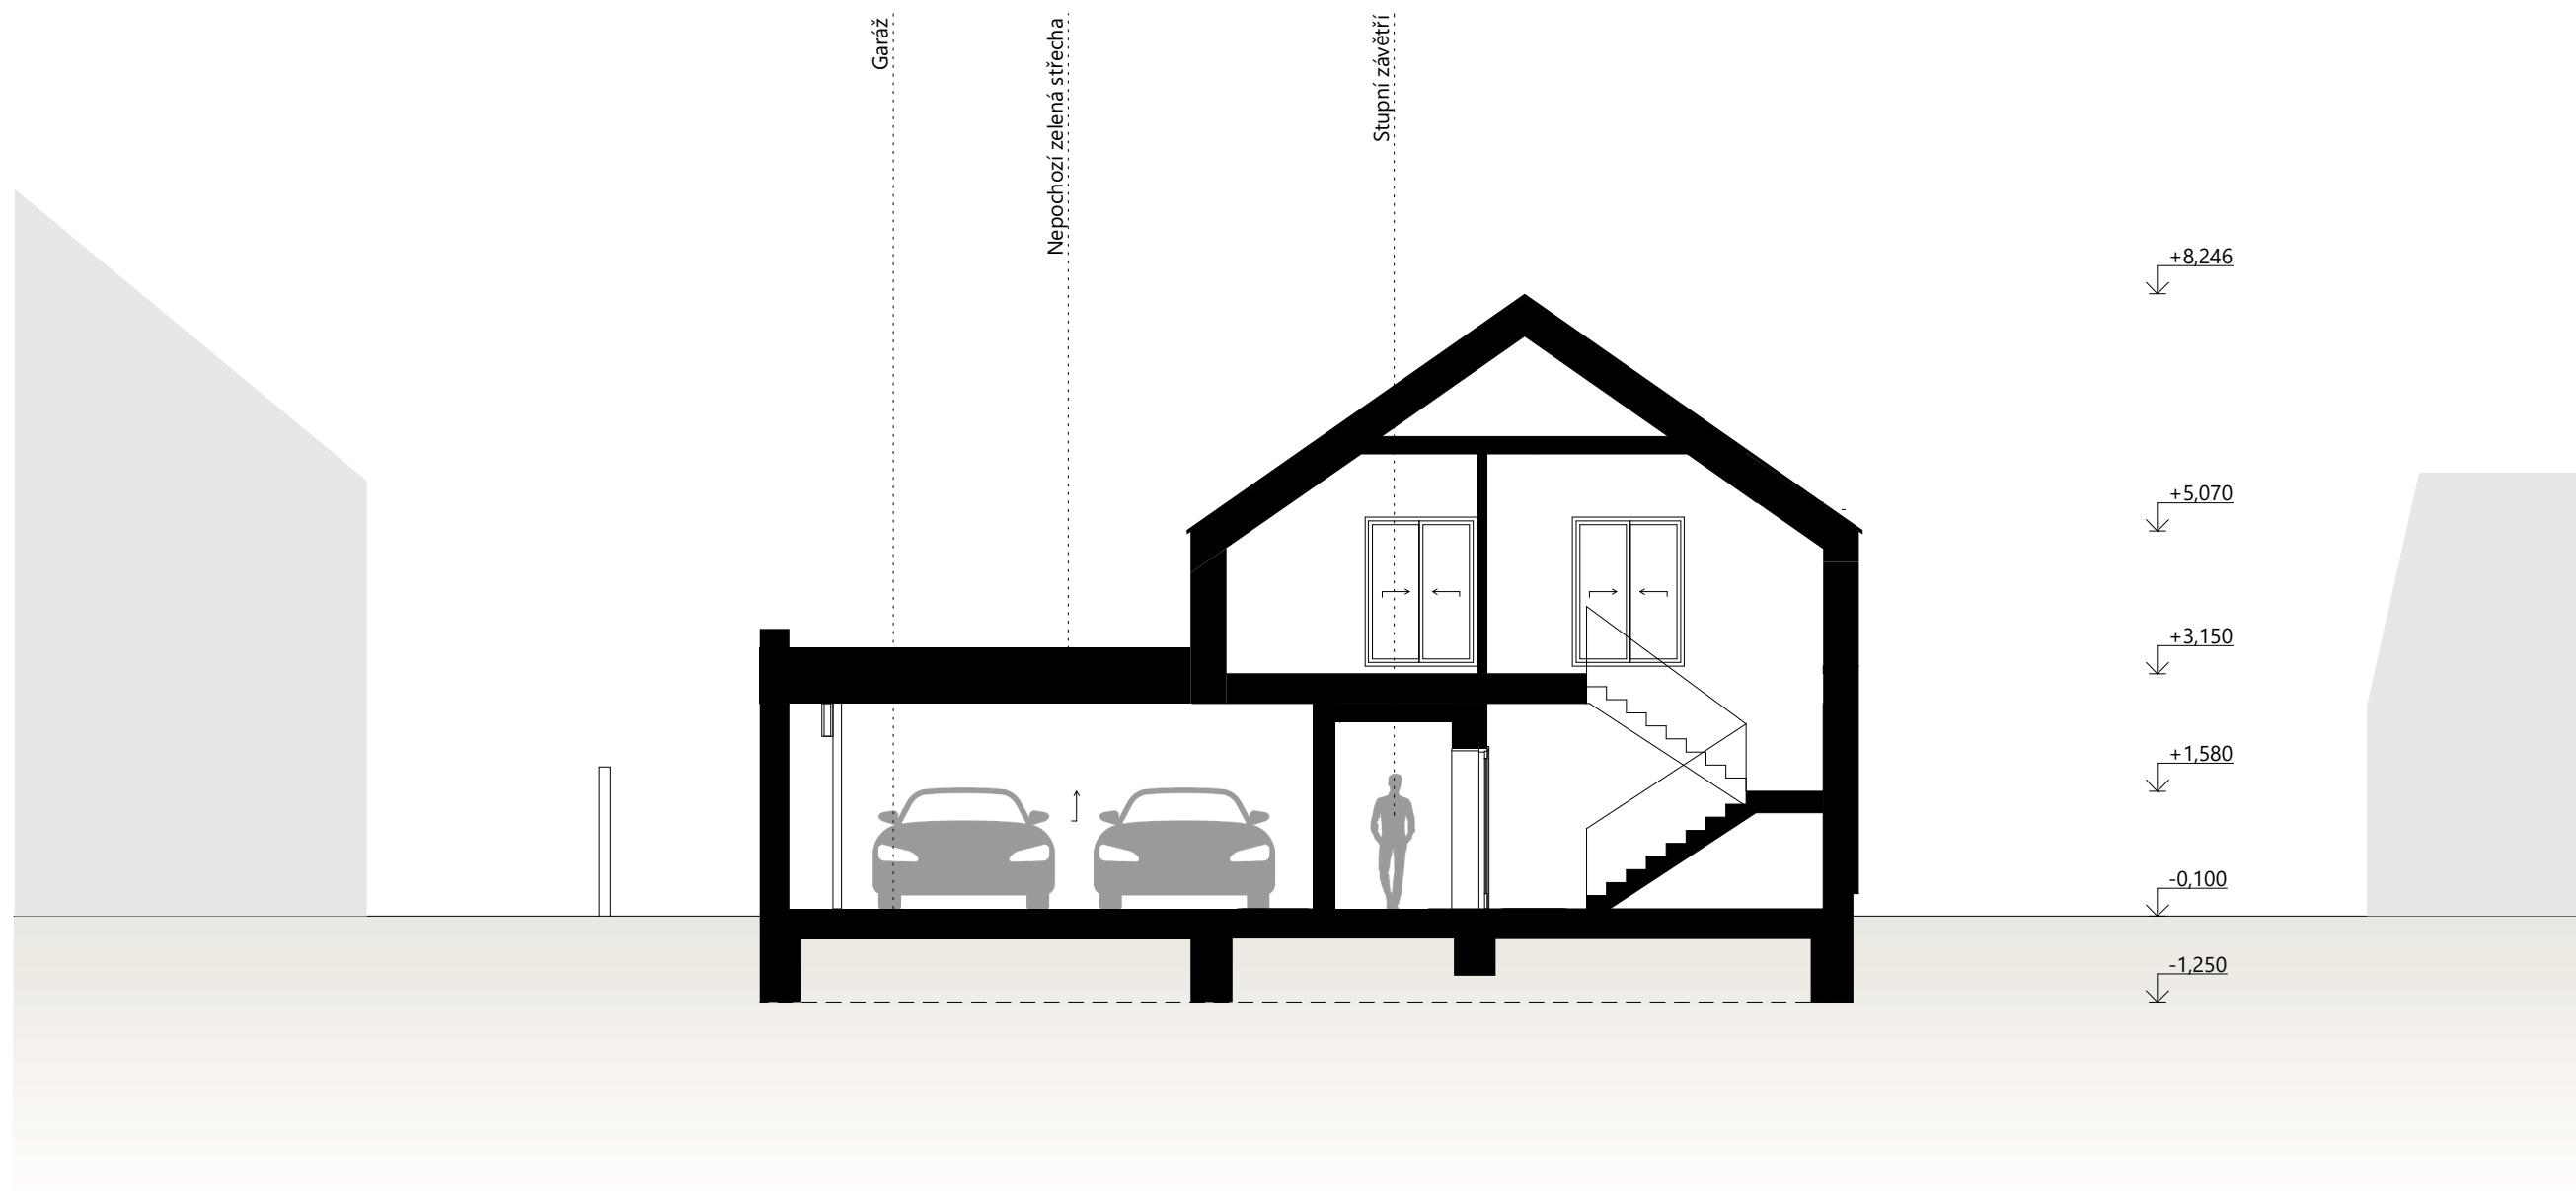 Garáž
Nepochozí zelená střecha
Stupní závětří
+8,246
+5,070
+3,150
+1,580
-0,100
-1,250